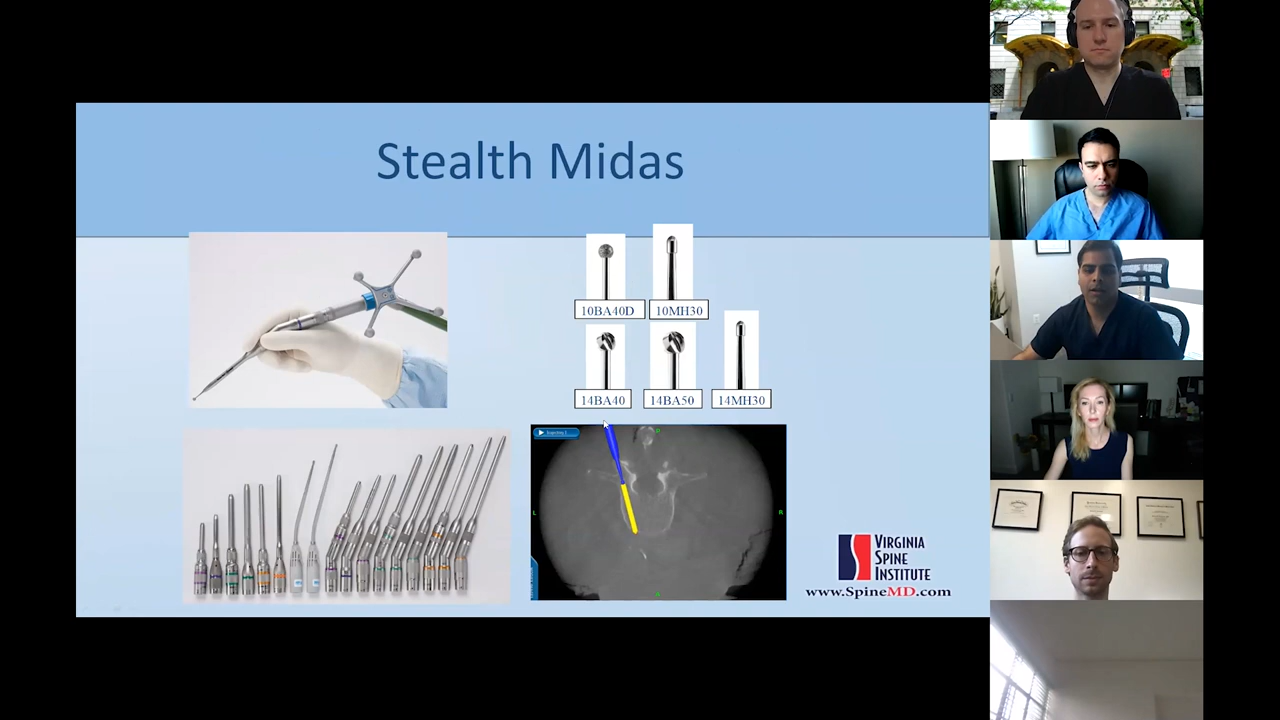 Stealth Midas
10BA40D
10MH30
14BA40
14BA50
14MH30
L
R
VIRGINIA
SPINE
INSTITUTE
www.SpineMD.com